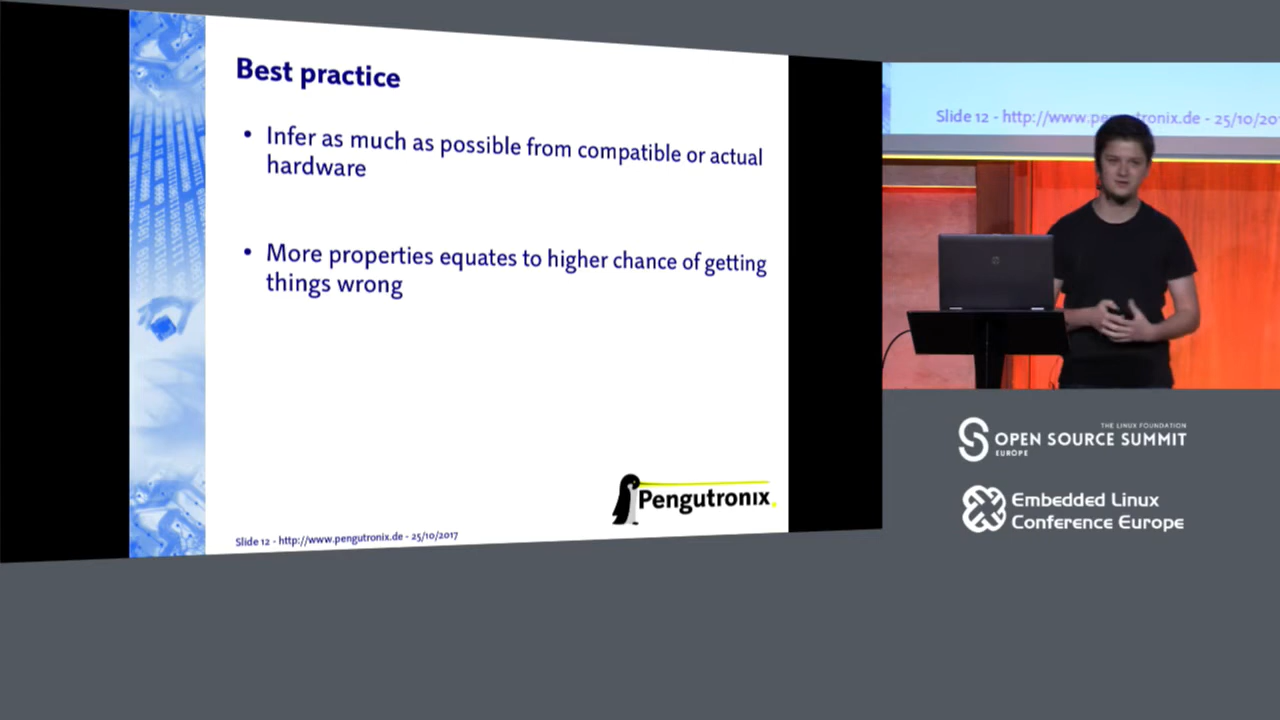 Best practice
• Infer as much as possible from compatible or actual
hardware
• More properties equates to higher chance of getting
things wrong
Pengutronix.
Slide 12 - http://www.pengutronix.de - 25/10/2017
Slide 12 - http://www.pengutronix.de - 25/10/20
THE LINUX FOUNDATION
OPEN SOURCE SUMMIT
EUROPE
Embedded Linux
Conference Europe